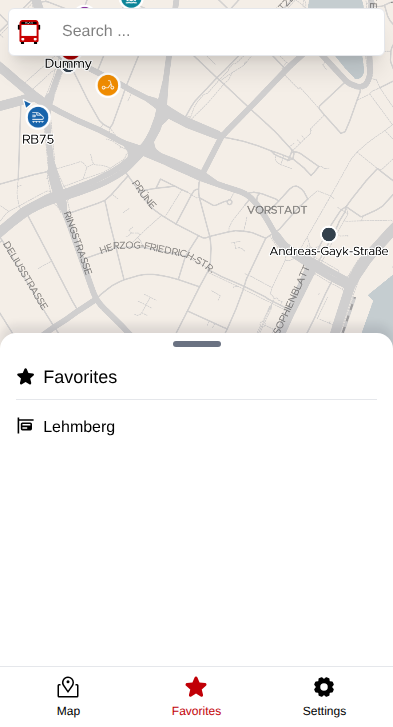 Search ...
Dummy
RB75
PRÜNE
VORSTADT
RINGSTRASSE
Andreas-Gayk-Straße
HERZOG-FRIEDRICH-STR.
DELIUSSTRASSE
SOPHIENBLATT
Favorites
Lehmberg
Map
Favorites
Settings